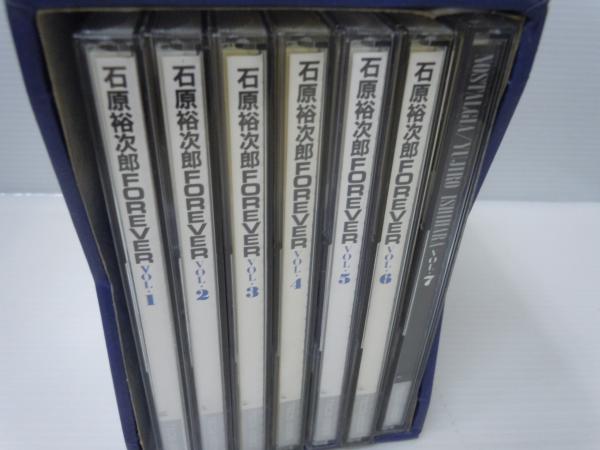 石原裕次郎FOREVER VOL.1
石原裕次郎FOREVER VOL.2
石原裕次郎FOREVER VOL.3
石原裕次郎FOREVER VOL.4
石原裕次郎FOREVER VOL.5
石原裕次郎FOREVER VOL.6
NOSTALGIA/YUJIRO ISHIHARA VOL.7